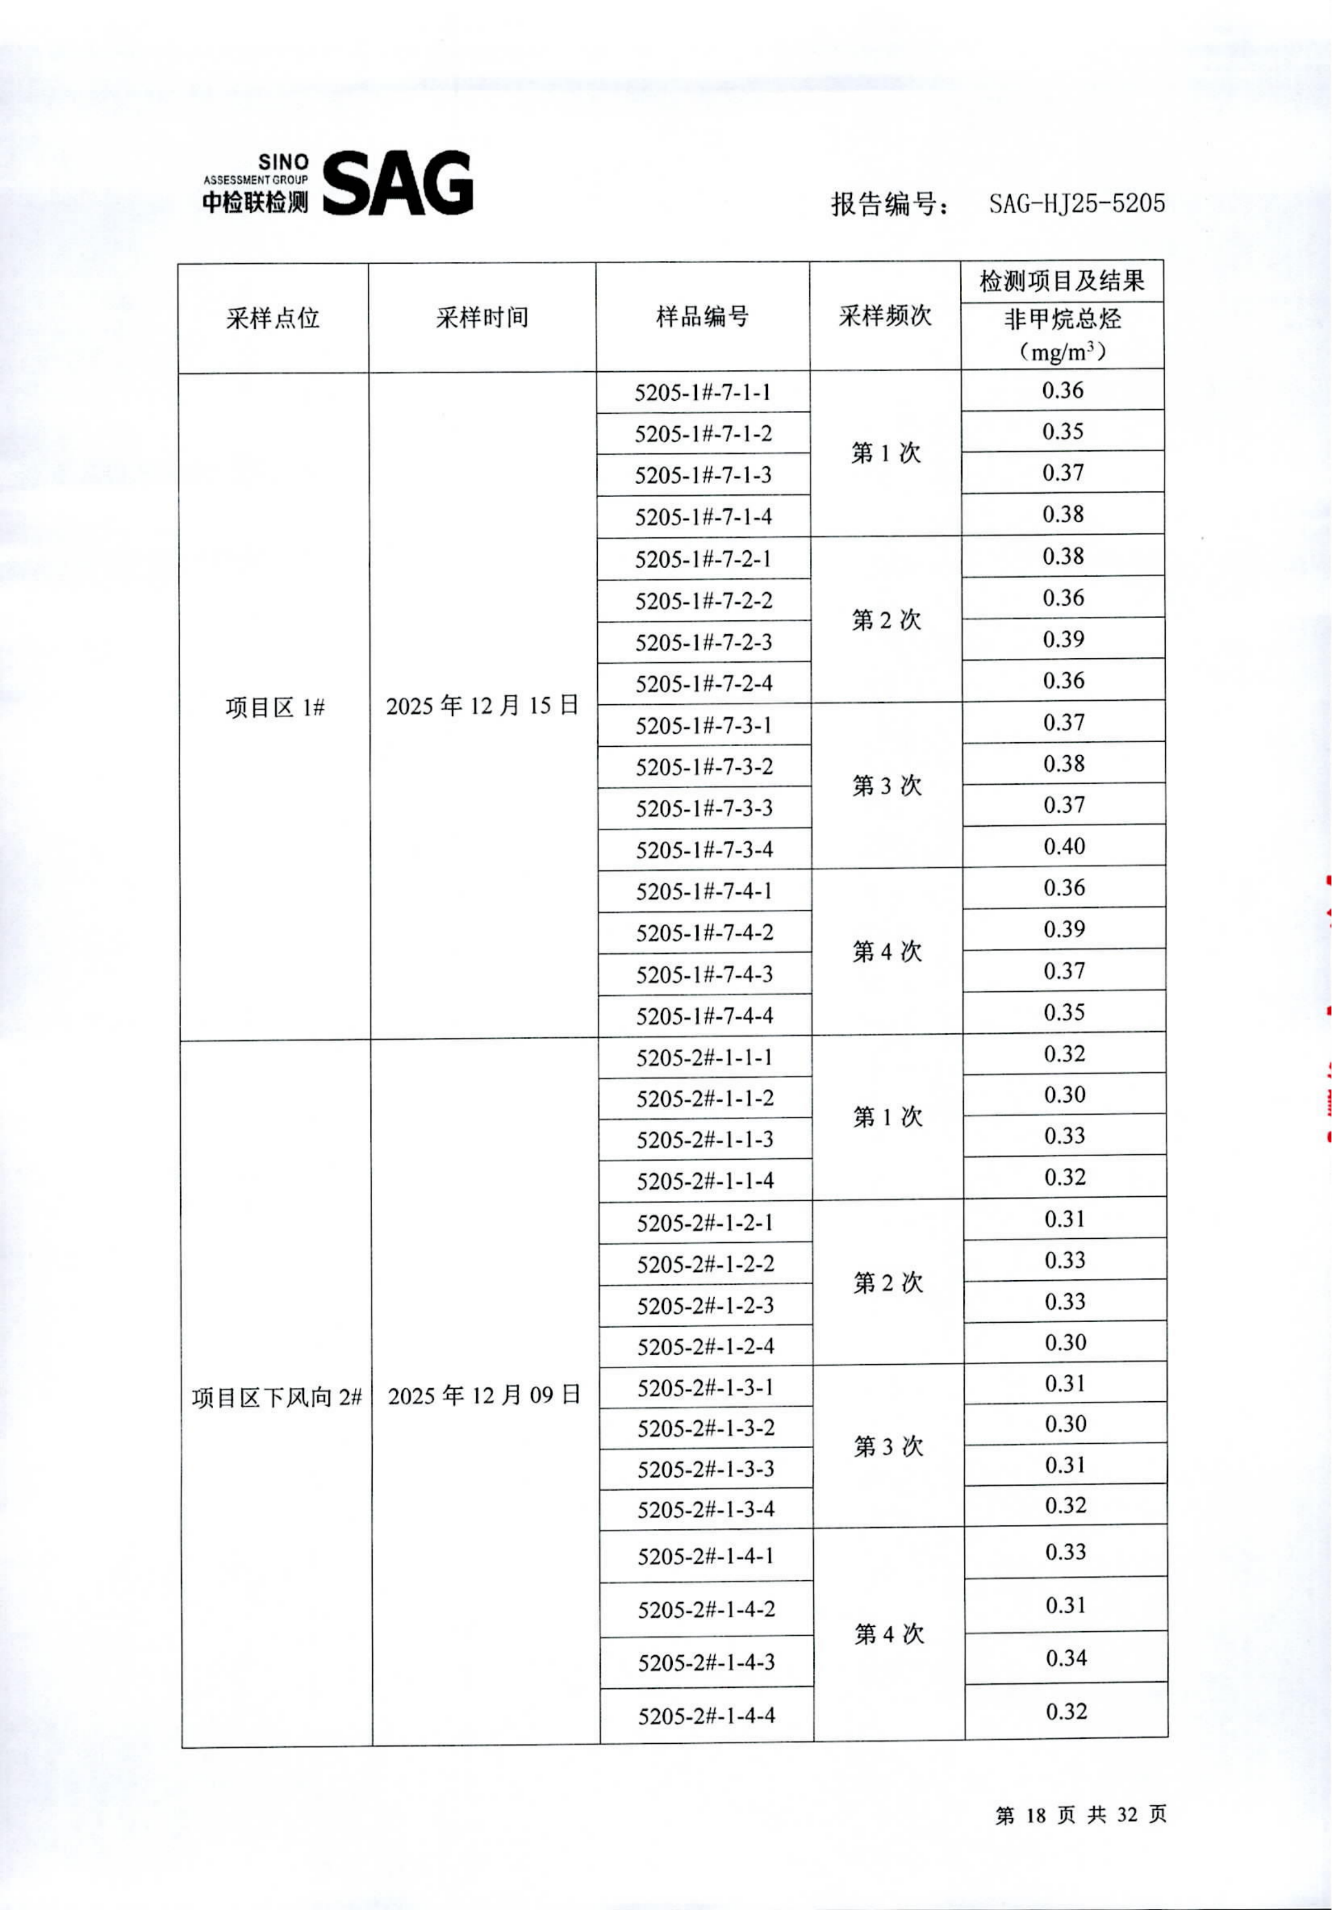 SINO
ASSESSMENT GROUP
中检联检测
SAG
报告编号： SAG-HJ25-5205
采样点位 采样时间 样品编号 采样频次 检测项目及结果
非甲烷总烃
（mg/m³）
项目区 1# 2025 年 12 月 15 日
5205-1#-7-1-1 第 1 次 0.36
5205-1#-7-1-2 0.35
5205-1#-7-1-3 0.37
5205-1#-7-1-4 0.38
5205-1#-7-2-1 第 2 次 0.38
5205-1#-7-2-2 0.36
5205-1#-7-2-3 0.39
5205-1#-7-2-4 0.36
5205-1#-7-3-1 第 3 次 0.37
5205-1#-7-3-2 0.38
5205-1#-7-3-3 0.37
5205-1#-7-3-4 0.40
5205-1#-7-4-1 第 4 次 0.36
5205-1#-7-4-2 0.39
5205-1#-7-4-3 0.37
5205-1#-7-4-4 0.35
项目区下风向 2# 2025 年 12 月 09 日
5205-2#-1-1-1 第 1 次 0.32
5205-2#-1-1-2 0.30
5205-2#-1-1-3 0.33
5205-2#-1-1-4 0.32
5205-2#-1-2-1 第 2 次 0.31
5205-2#-1-2-2 0.33
5205-2#-1-2-3 0.33
5205-2#-1-2-4 0.30
5205-2#-1-3-1 第 3 次 0.31
5205-2#-1-3-2 0.30
5205-2#-1-3-3 0.31
5205-2#-1-3-4 0.32
5205-2#-1-4-1 第 4 次 0.33
5205-2#-1-4-2 0.31
5205-2#-1-4-3 0.34
5205-2#-1-4-4 0.32
第 18 页 共 32 页